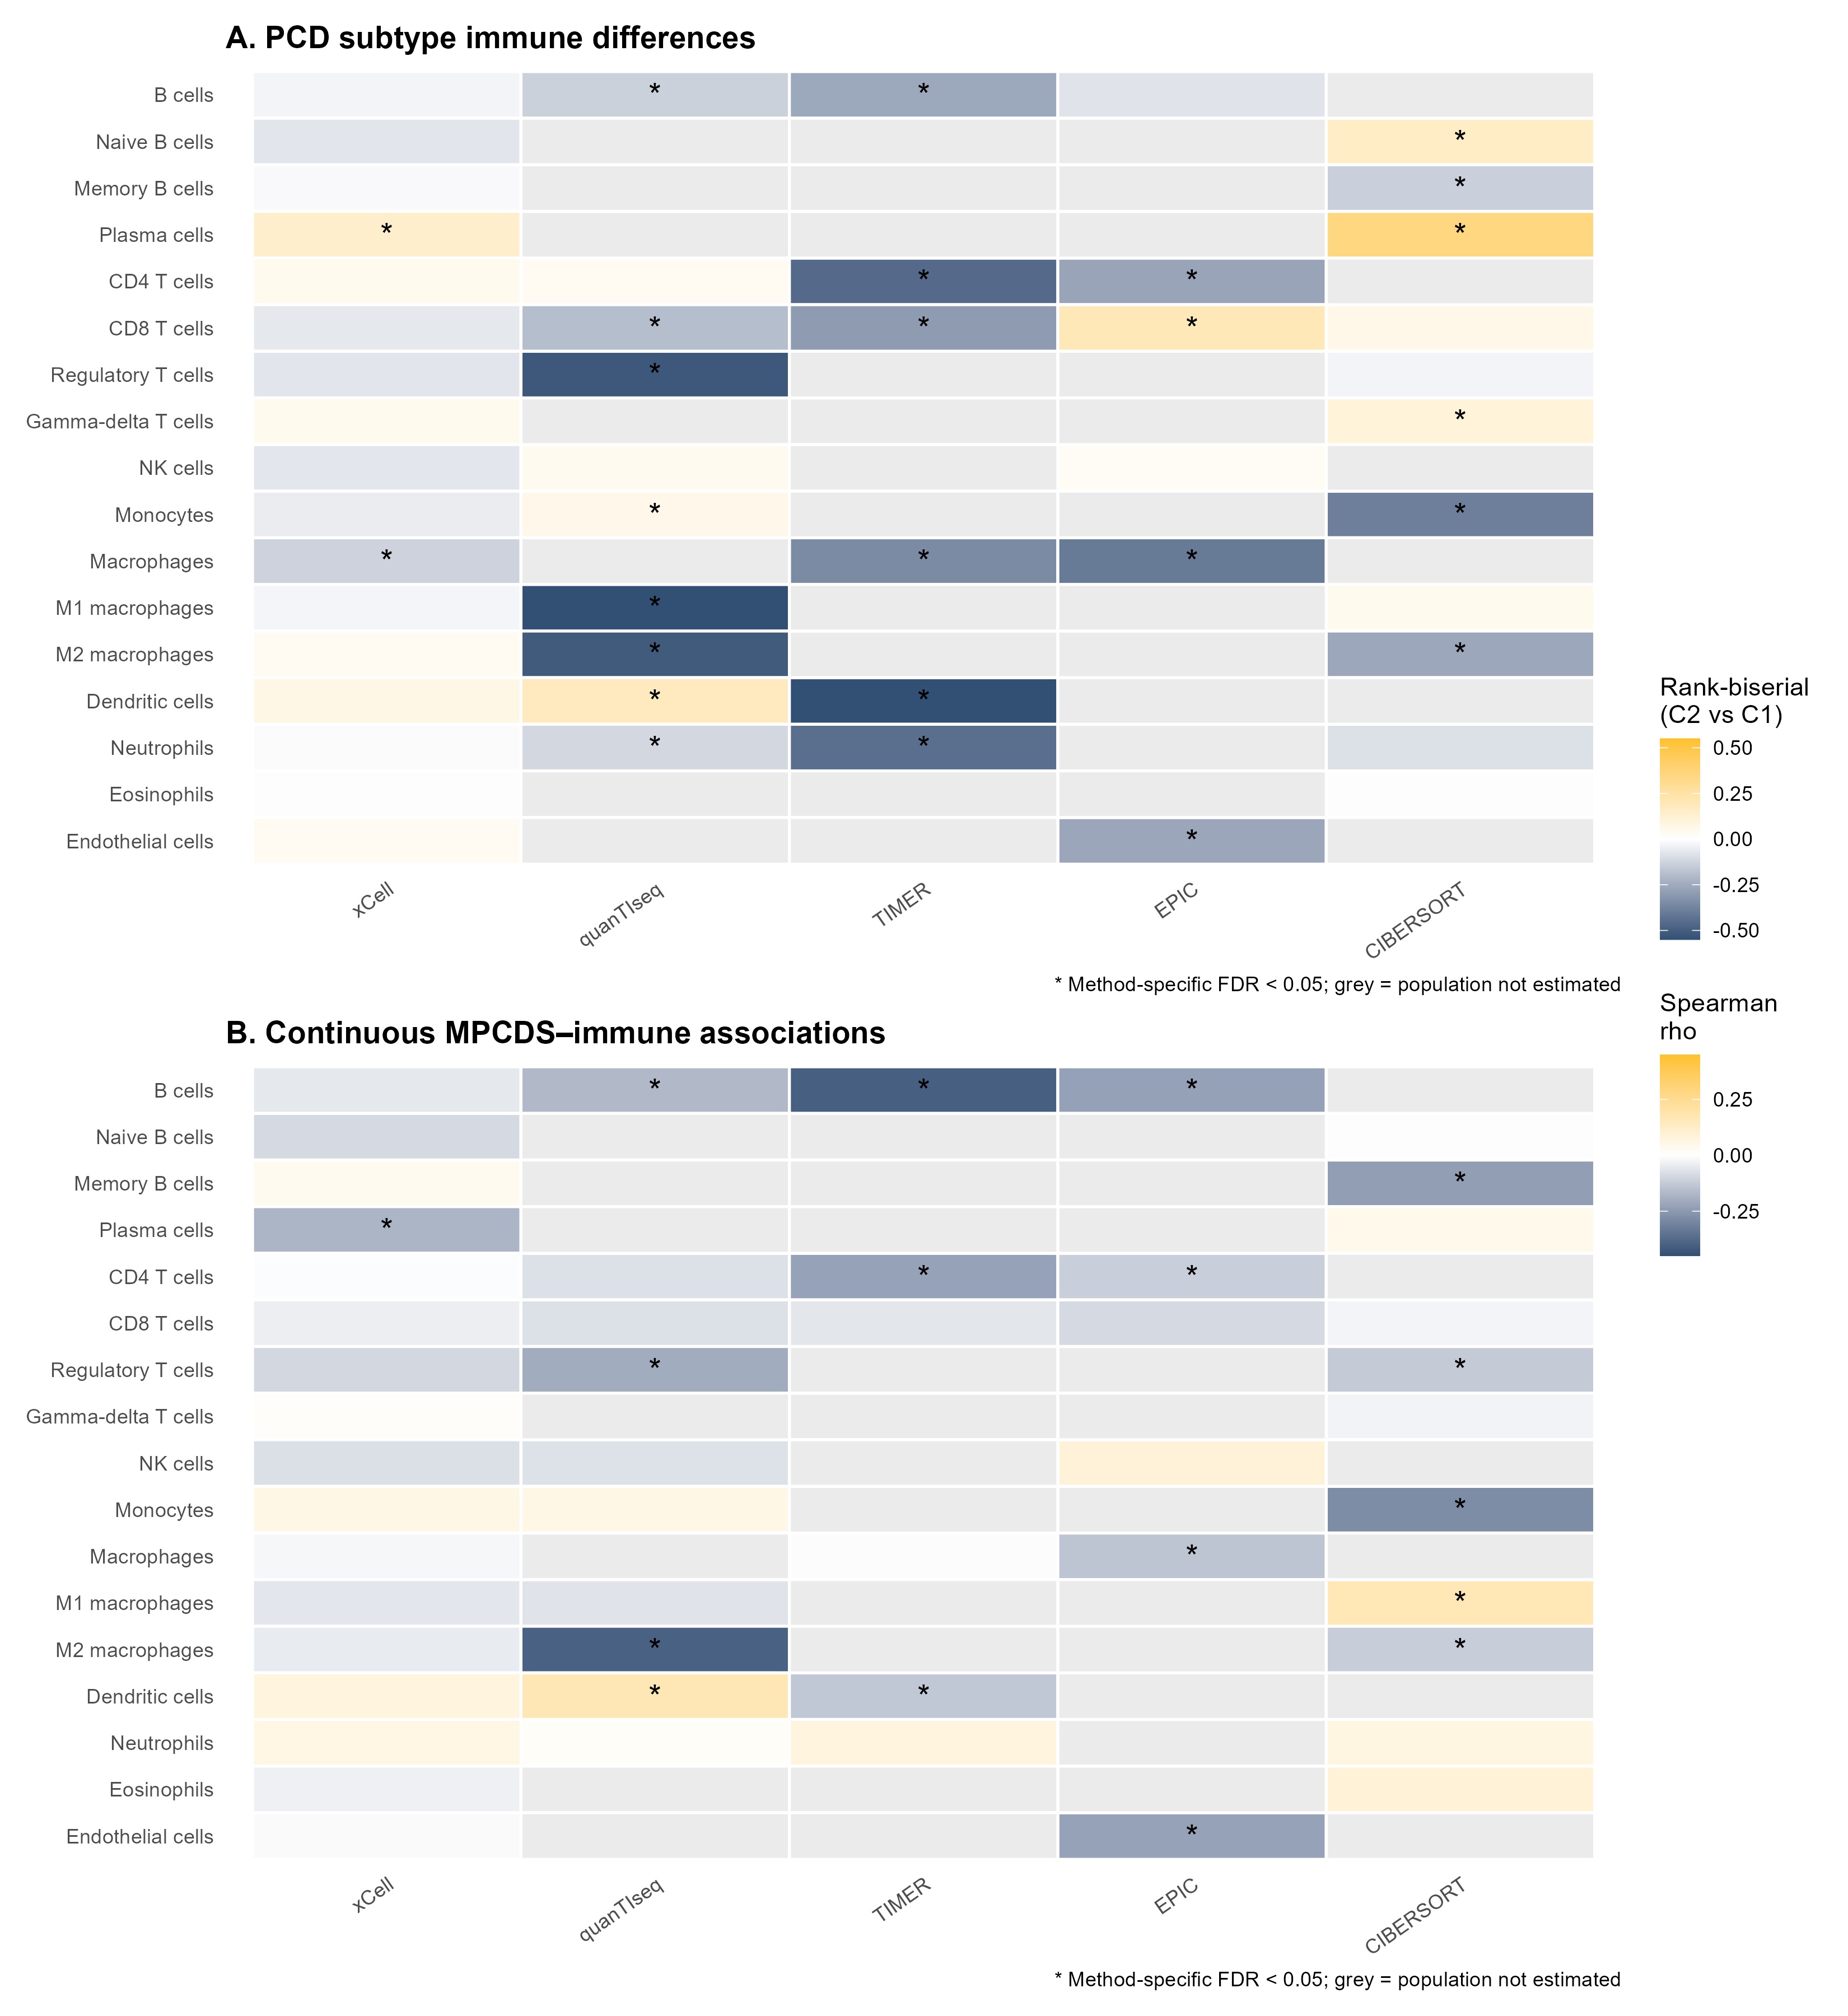 A. PCD subtype immune differences
B cells
*
*
Naive B cells
*
Memory B cells
*
Plasma cells
*
*
CD4 T cells
*
*
CD8 T cells
*
*
*
Regulatory T cells
*
Gamma-delta T cells
*
NK cells
Monocytes
*
*
Macrophages
*
*
*
M1 macrophages
*
M2 macrophages
*
*
Dendritic cells
*
*
Neutrophils
*
*
Eosinophils
Endothelial cells
*
xCell
quanTIseq
TIMER
EPIC
CIBERSORT
* Method-specific FDR < 0.05; grey = population not estimated
Rank-biserial
(C2 vs C1)
0.50
0.25
0.00
-0.25
-0.50
B. Continuous MPCDS–immune associations
B cells
*
*
*
Naive B cells
Memory B cells
*
Plasma cells
*
CD4 T cells
*
*
CD8 T cells
Regulatory T cells
*
*
Gamma-delta T cells
NK cells
Monocytes
*
Macrophages
*
M1 macrophages
*
M2 macrophages
*
*
Dendritic cells
*
*
Neutrophils
Eosinophils
Endothelial cells
*
xCell
quanTIseq
TIMER
EPIC
CIBERSORT
* Method-specific FDR < 0.05; grey = population not estimated
Spearman
rho
0.25
0.00
-0.25